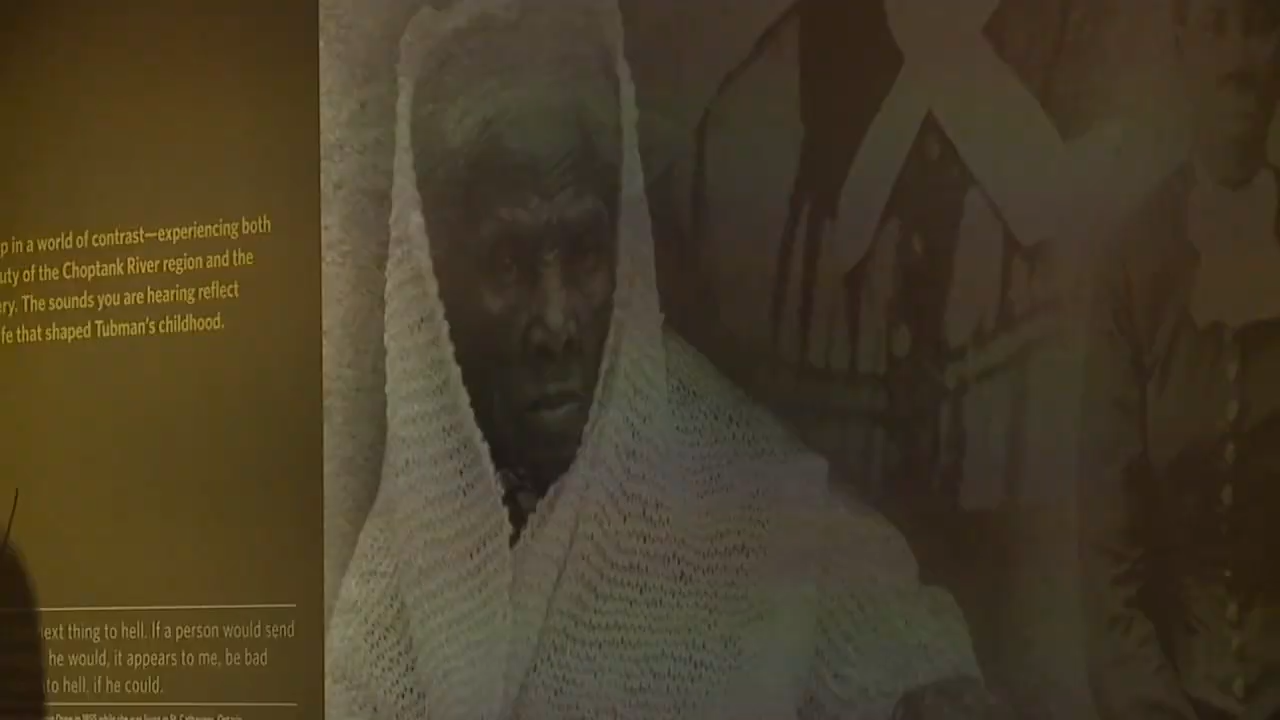 p in a world of contrast—experiencing both
uty of the Choptank River region and the
ery. The sounds you are hearing reflect
fe that shaped Tubman's childhood.
ext thing to hell. If a person would send
he would, it appears to me, be bad
to hell, if he could.